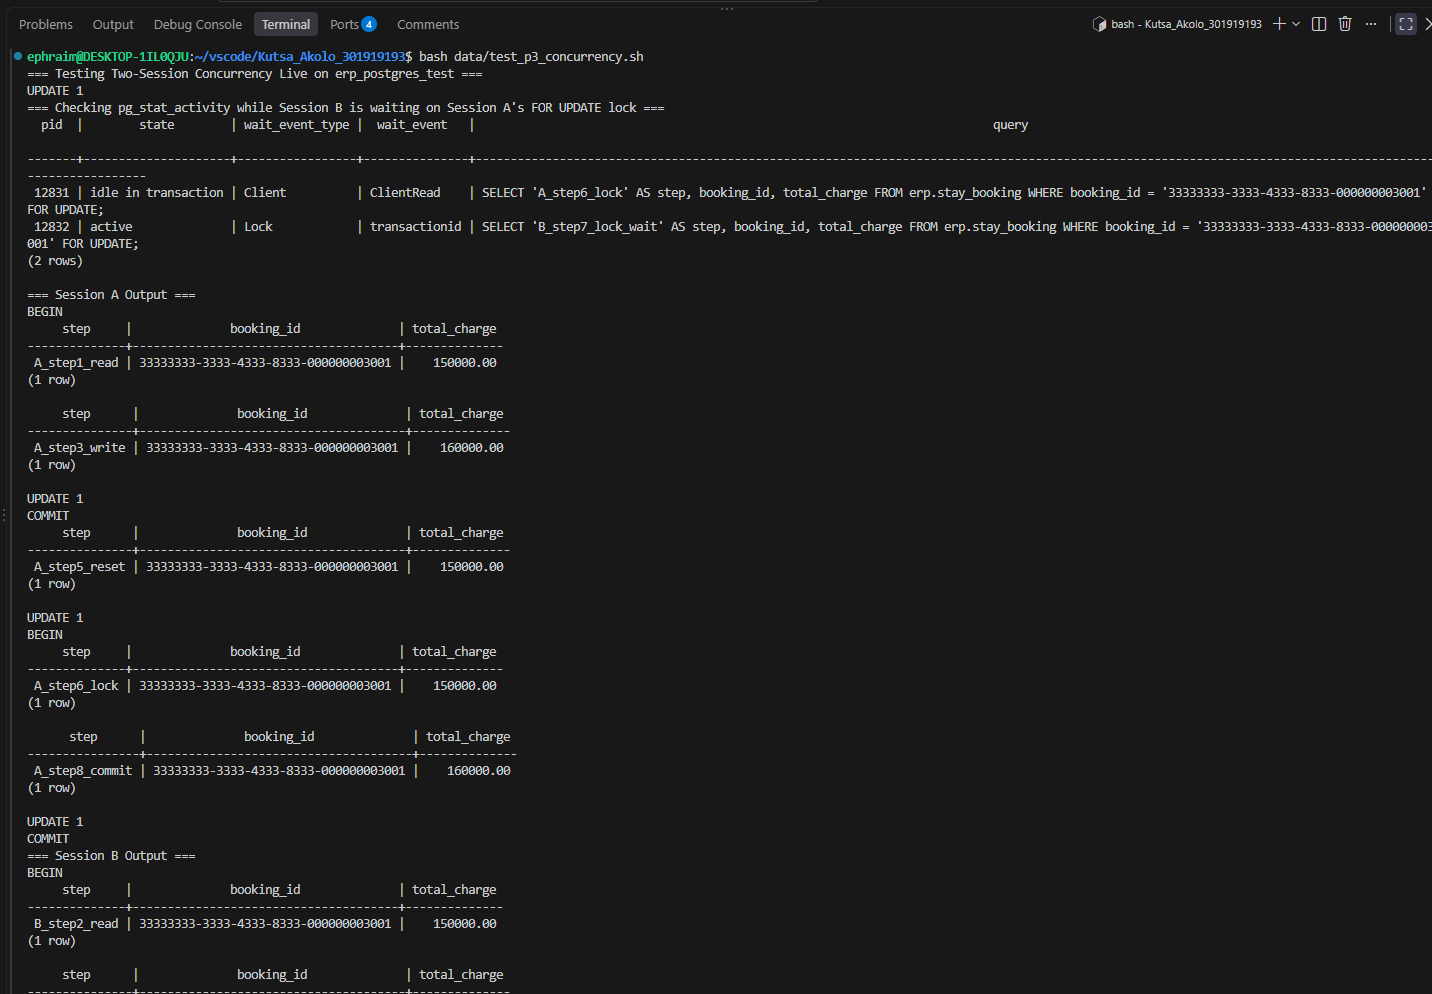 Problems Output Debug Console Terminal Ports 4 Comments bash - Kutsa_Akolo_301919193
ephraim@DESKTOP-1IL0QJU:~/vscode/Kutsa_Akolo_301919193$ bash data/test_p3_concurrency.sh
=== Testing Two-Session Concurrency Live on erp_postgres_test ===
UPDATE 1
=== Checking pg_stat_activity while Session B is waiting on Session A's FOR UPDATE lock ===
pid | state | wait_event_type | wait_event | query
-------+---------------------+-----------------+---------------+-----------------------------------------------------------------------------------------------------------------------------------------
-----------------
12831 | idle in transaction | Client | ClientRead | SELECT 'A_step6_lock' AS step, booking_id, total_charge FROM erp.stay_booking WHERE booking_id = '33333333-3333-4333-8333-000000003001'
FOR UPDATE;
12832 | active | Lock | transactionid | SELECT 'B_step7_lock_wait' AS step, booking_id, total_charge FROM erp.stay_booking WHERE booking_id = '33333333-3333-4333-8333-000000003
001' FOR UPDATE;
(2 rows)
=== Session A Output ===
BEGIN
step | booking_id | total_charge
--------------+--------------------------------------+--------------
A_step1_read | 33333333-3333-4333-8333-000000003001 | 150000.00
(1 row)
step | booking_id | total_charge
---------------+--------------------------------------+--------------
A_step3_write | 33333333-3333-4333-8333-000000003001 | 160000.00
(1 row)
UPDATE 1
COMMIT
step | booking_id | total_charge
---------------+--------------------------------------+--------------
A_step5_reset | 33333333-3333-4333-8333-000000003001 | 150000.00
(1 row)
UPDATE 1
BEGIN
step | booking_id | total_charge
--------------+--------------------------------------+--------------
A_step6_lock | 33333333-3333-4333-8333-000000003001 | 150000.00
(1 row)
step | booking_id | total_charge
----------------+--------------------------------------+--------------
A_step8_commit | 33333333-3333-4333-8333-000000003001 | 160000.00
(1 row)
UPDATE 1
COMMIT
=== Session B Output ===
BEGIN
step | booking_id | total_charge
--------------+--------------------------------------+--------------
B_step2_read | 33333333-3333-4333-8333-000000003001 | 150000.00
(1 row)
step | booking_id | total_charge
---------------+--------------------------------------+--------------